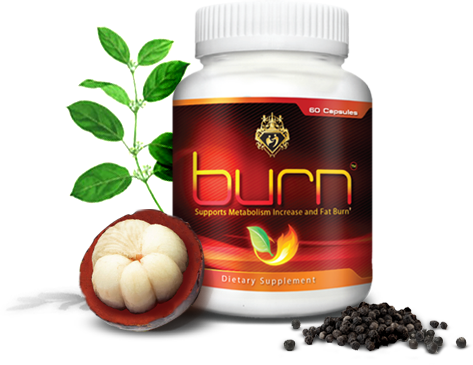 60 Capsules
burn™
Supports Metabolism Increase and Fat Burn*
Dietary Supplement